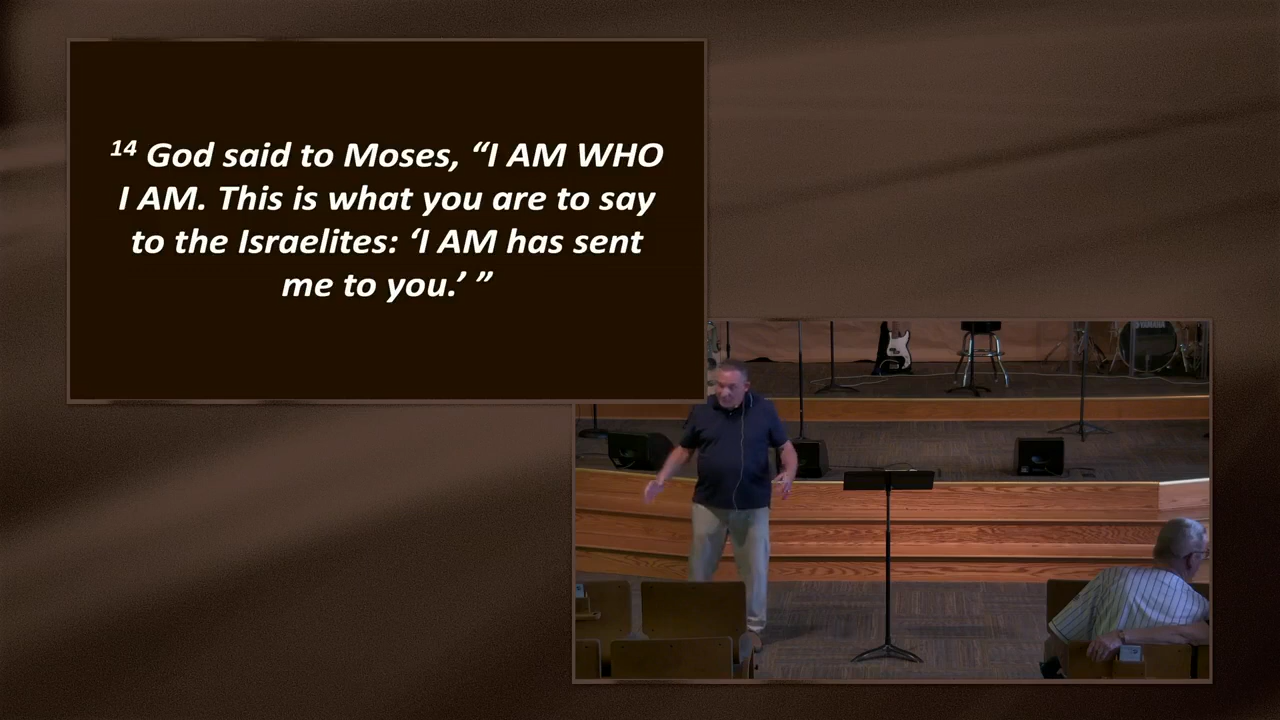 ¹⁴ God said to Moses, “I AM WHO
I AM. This is what you are to say
to the Israelites: ‘I AM has sent
me to you.’ ”
YAMAHA